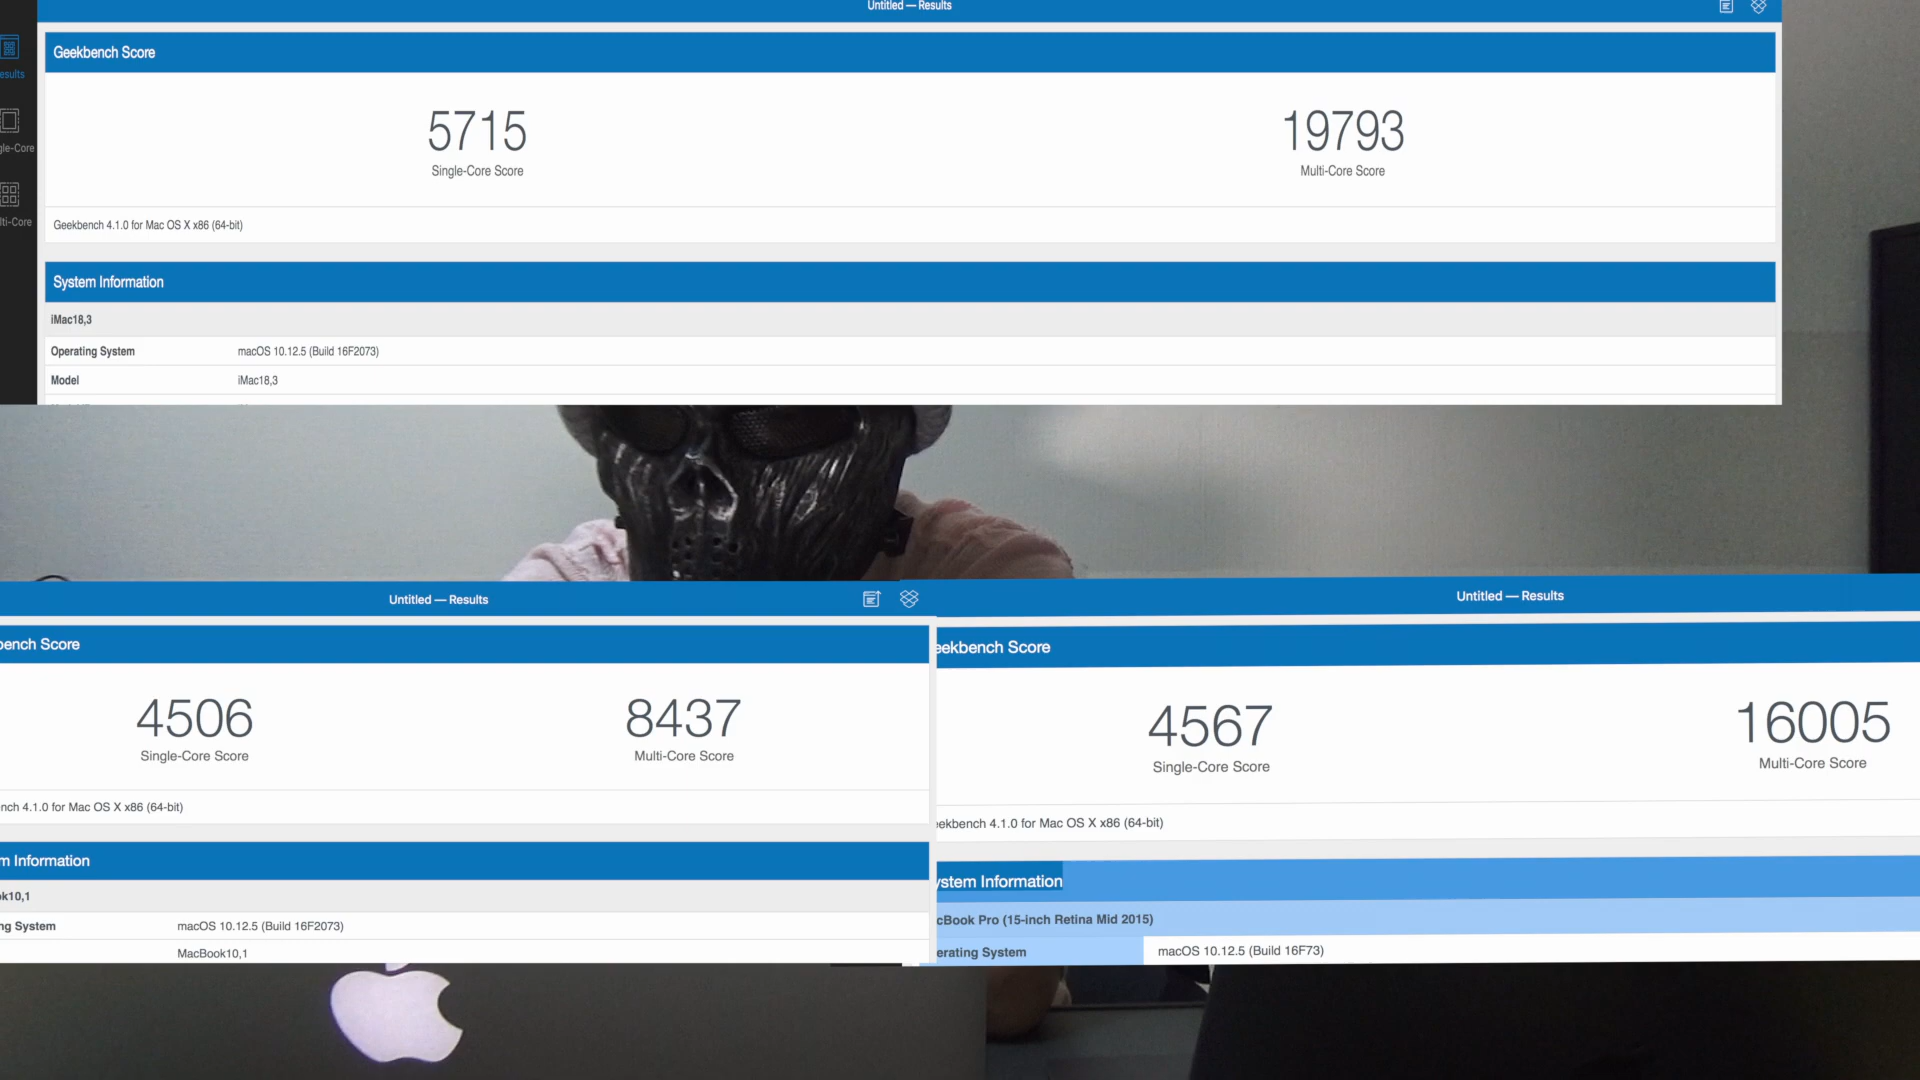 Untitled — Results
Geekbench Score
esults
5715
19793
Single-Core Score
Multi-Core Score
gle-Core
lti-Core
Geekbench 4.1.0 for Mac OS X x86 (64-bit)
System Information
iMac18,3
Operating System macOS 10.12.5 (Build 16F2073)
Model iMac18,3
Untitled — Results
bench Score
4506
8437
Single-Core Score
Multi-Core Score
nch 4.1.0 for Mac OS X x86 (64-bit)
m Information
ok10,1
ng System macOS 10.12.5 (Build 16F2073)
MacBook10,1
Untitled — Results
eekbench Score
4567
16005
Single-Core Score
Multi-Core Score
eekbench 4.1.0 for Mac OS X x86 (64-bit)
ystem Information
cBook Pro (15-inch Retina Mid 2015)
erating System macOS 10.12.5 (Build 16F73)